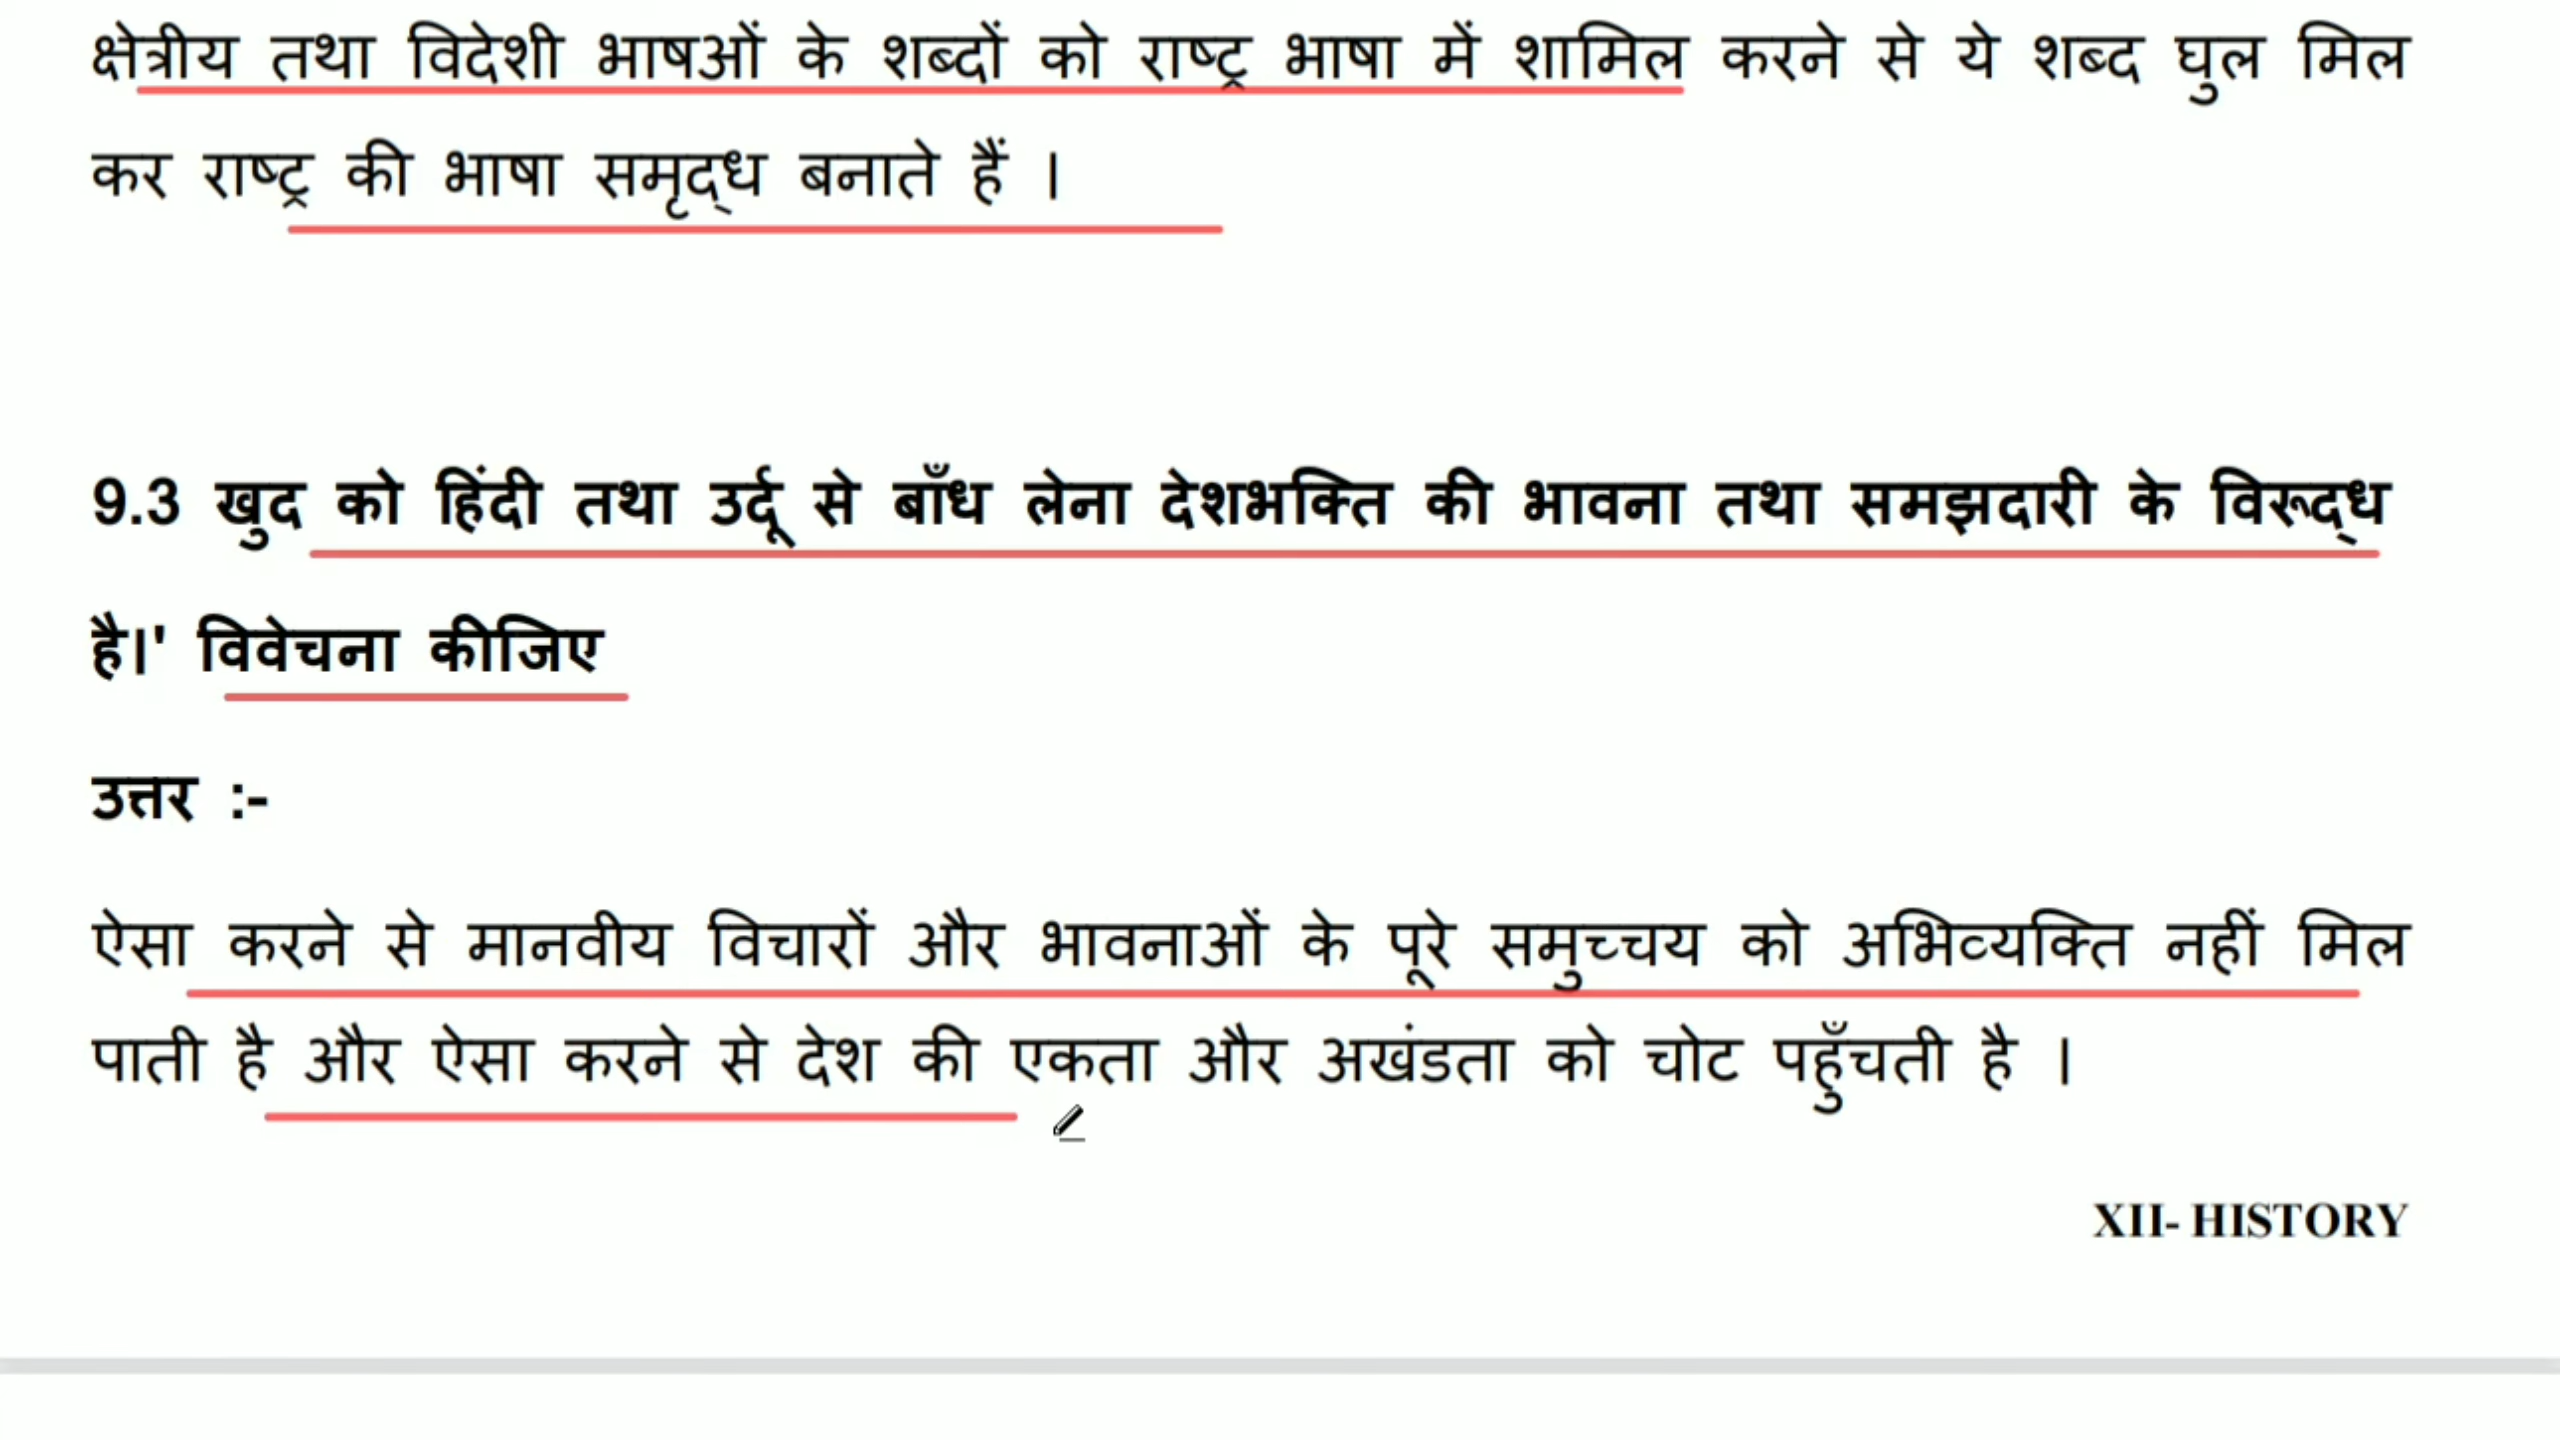 क्षेत्रीय तथा विदेशी भाषओं के शब्दों को राष्ट्र भाषा में शामिल करने से ये शब्द घुल मिल
कर राष्ट्र की भाषा समृद्ध बनाते हैं ।
9.3 खुद को हिंदी तथा उर्दू से बाँध लेना देशभक्ति की भावना तथा समझदारी के विरूद्ध
है।' विवेचना कीजिए
उत्तर :-
ऐसा करने से मानवीय विचारों और भावनाओं के पूरे समुच्चय को अभिव्यक्ति नहीं मिल
पाती है और ऐसा करने से देश की एकता और अखंडता को चोट पहुँचती है ।
XII- HISTORY